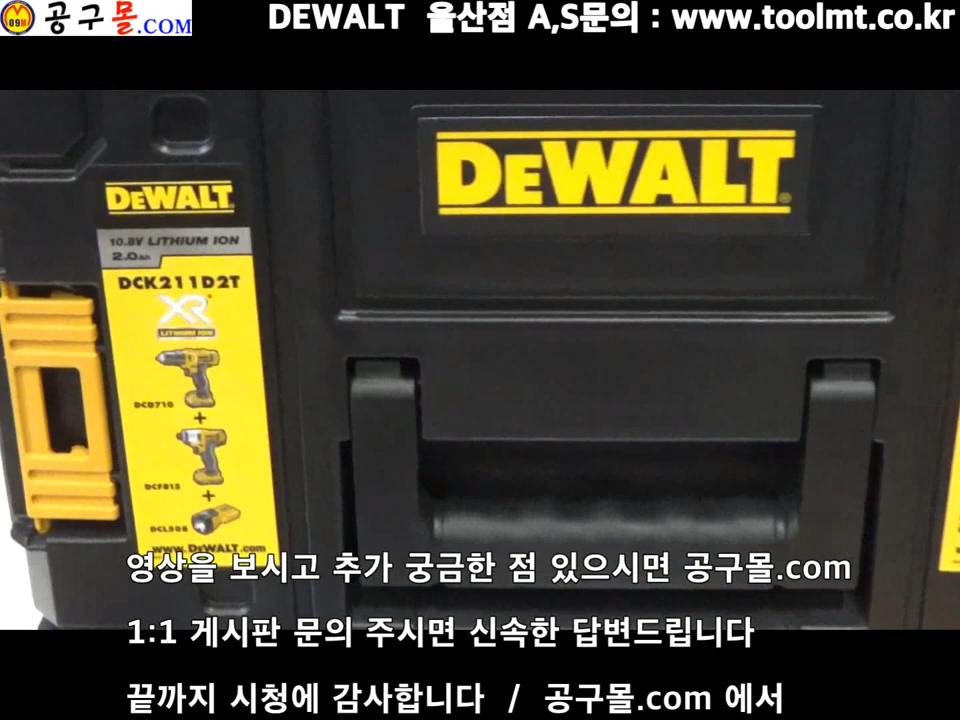 공구몰.COM
DEWALT 울산점 A,S문의 : www.toolmt.co.kr
DEWALT
DEWALT
10.8V LITHIUM ION
2.0Ah
DCK211D2T
XR
LITHIUM ION
DCD710
+
DCF815
+
DCL508
www.DEWALT.com
영상을 보시고 추가 궁금한 점 있으시면 공구몰.com
1:1 게시판 문의 주시면 신속한 답변드립니다
끝까지 시청에 감사합니다 / 공구몰.com 에서